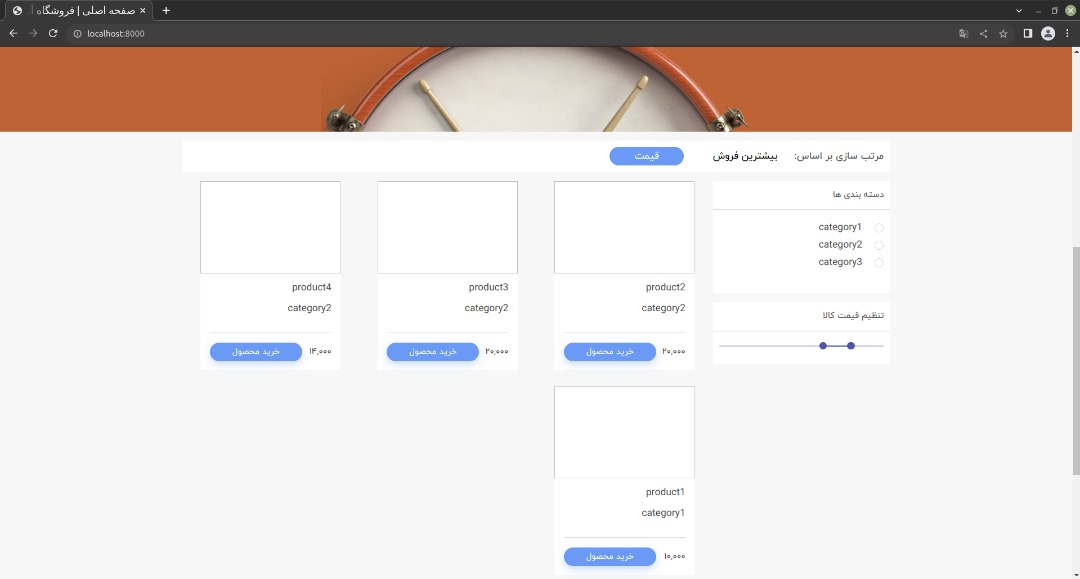 صفحه اصلی | فروشگاه آ
localhost:8000
مرتب سازی بر اساس: بیشترین فروش قیمت
دسته بندی ها
category1
category2
category3
تنظیم قیمت کالا
product2
category2
۲۰,۰۰۰ خرید محصول
product3
category2
۲۰,۰۰۰ خرید محصول
product4
category2
۱۴,۰۰۰ خرید محصول
product1
category1
۱۰,۰۰۰ خرید محصول